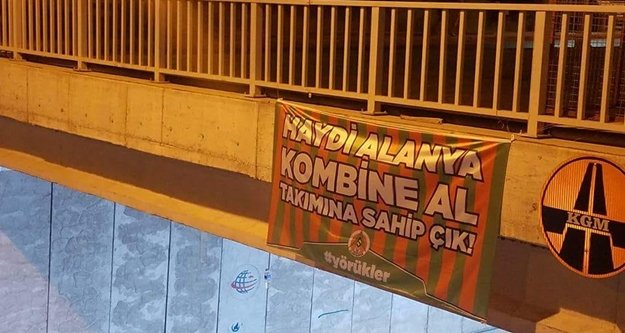 HAYDİ ALANYA
KOMBİNE AL
TAKIMINA SAHİP ÇIK!
#yörükler
KGM